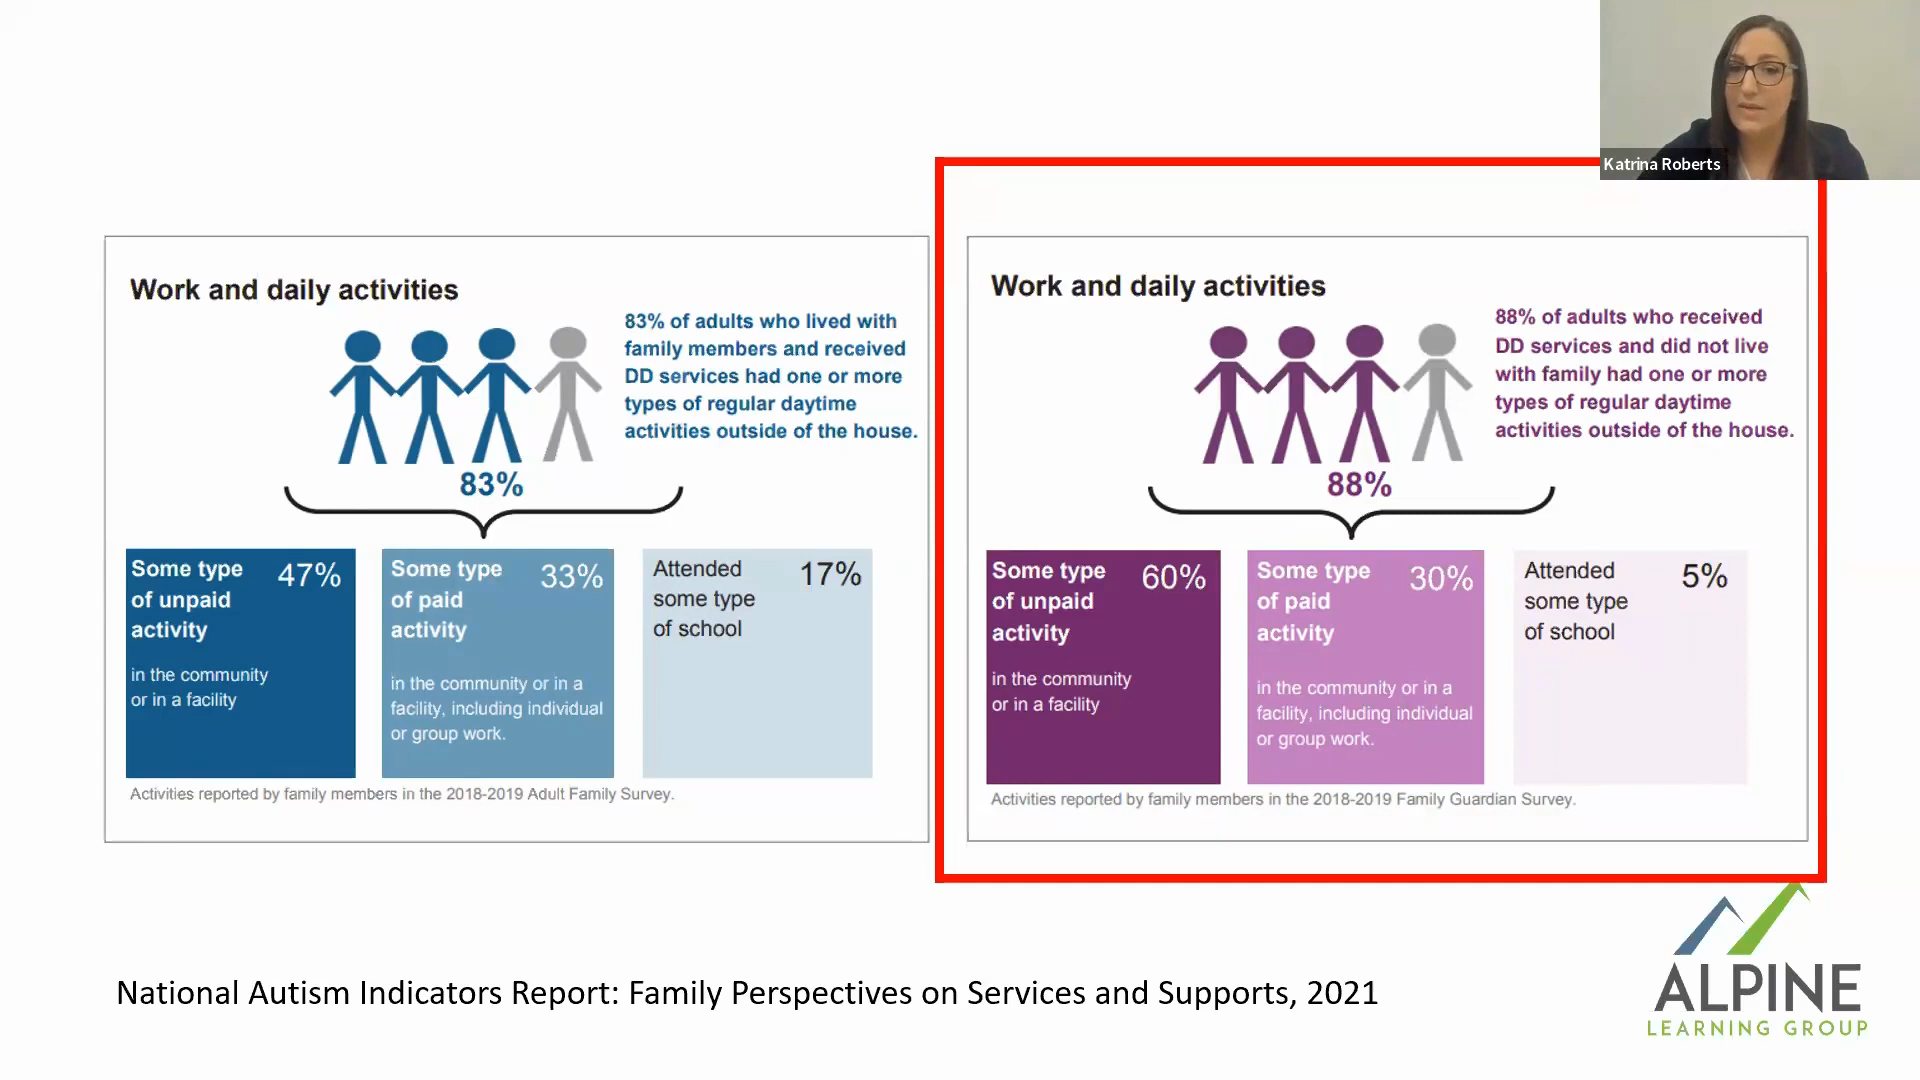 Katrina Roberts
Work and daily activities
83% of adults who lived with
family members and received
DD services had one or more
types of regular daytime
activities outside of the house.
83%
Some type
of unpaid
activity
47%
in the community
or in a facility
Some type
of paid
activity
33%
in the community or in a
facility, including individual
or group work.
Attended
some type
of school
17%
Activities reported by family members in the 2018-2019 Adult Family Survey.
Work and daily activities
88% of adults who received
DD services and did not live
with family had one or more
types of regular daytime
activities outside of the house.
88%
Some type
of unpaid
activity
60%
in the community
or in a facility
Some type
of paid
activity
30%
in the community or in a
facility, including individual
or group work.
Attended
some type
of school
5%
Activities reported by family members in the 2018-2019 Family Guardian Survey.
National Autism Indicators Report: Family Perspectives on Services and Supports, 2021
ALPINE
LEARNING GROUP